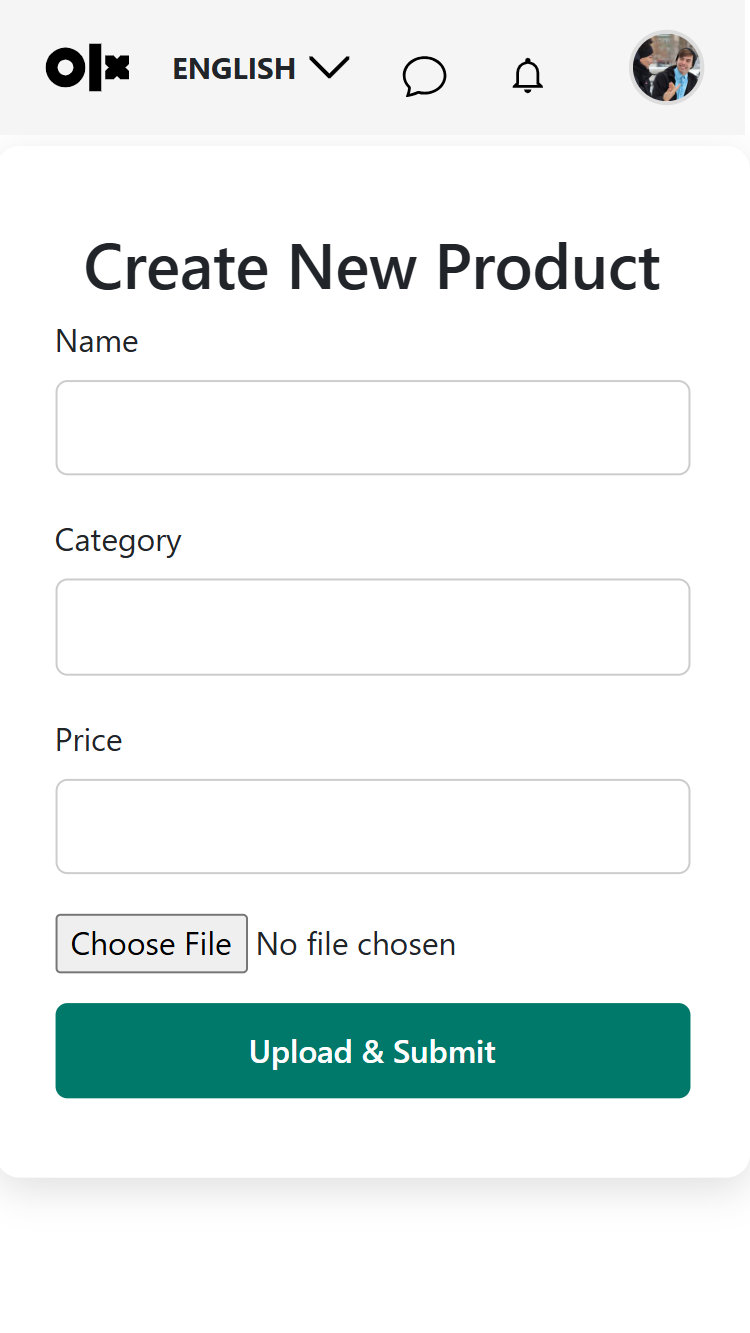 olx ENGLISH
Create New Product
Name
Category
Price
Choose File No file chosen
Upload & Submit